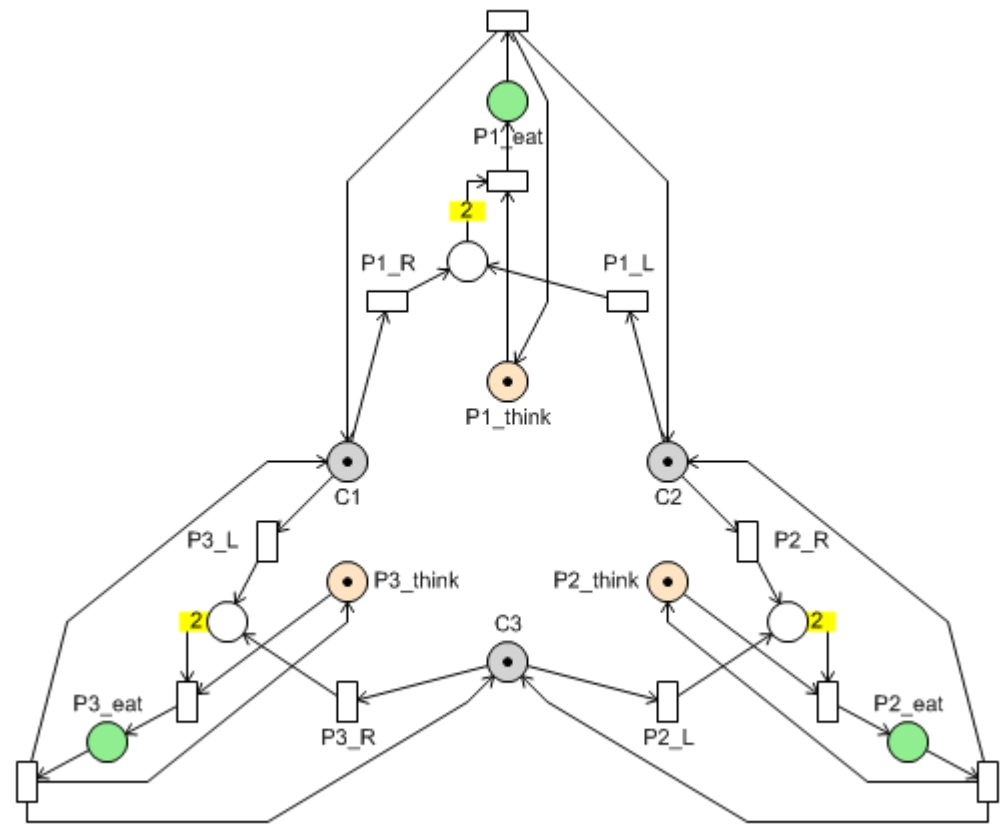 P1_eat
2
P1_R
P1_L
P1_think
C1
C2
P3_L
P2_R
P3_think
P2_think
2
C3
2
P3_eat
P2_eat
P3_R
P2_L